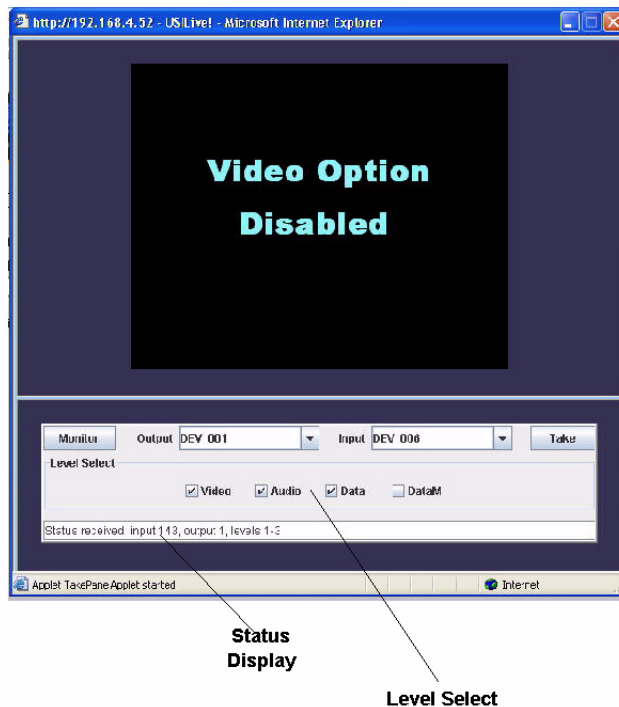 http://192.168.4.52 - USILive! - Microsoft Internet Explorer
Video Option
Disabled
Monitor Output DEV 001 Input DEV 006 Take
Level Select
Video Audio Data DataM
Status received input 143, output 1, levels 1-3
Applet TakePaneApplet started Internet
Status
Display
Level Select